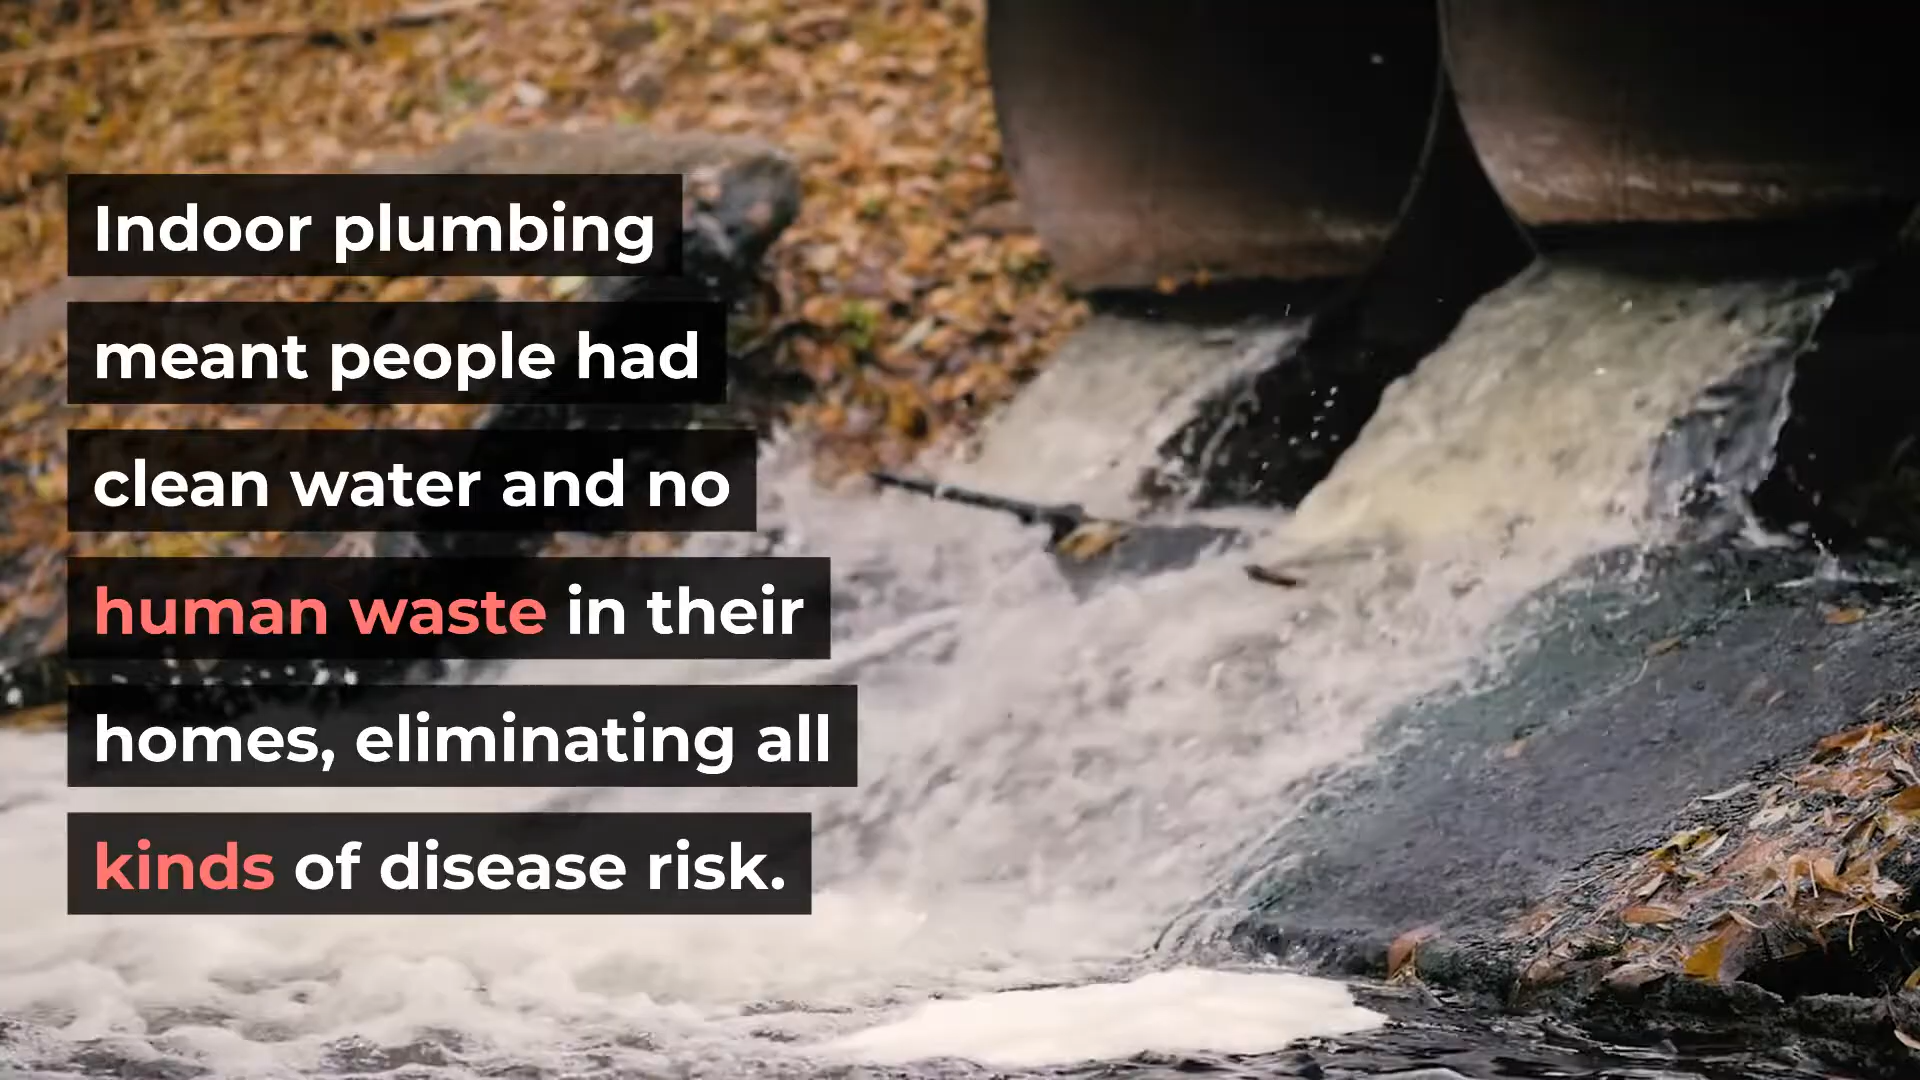 Indoor plumbing
meant people had
clean water and no
human waste in their
homes, eliminating all
kinds of disease risk.